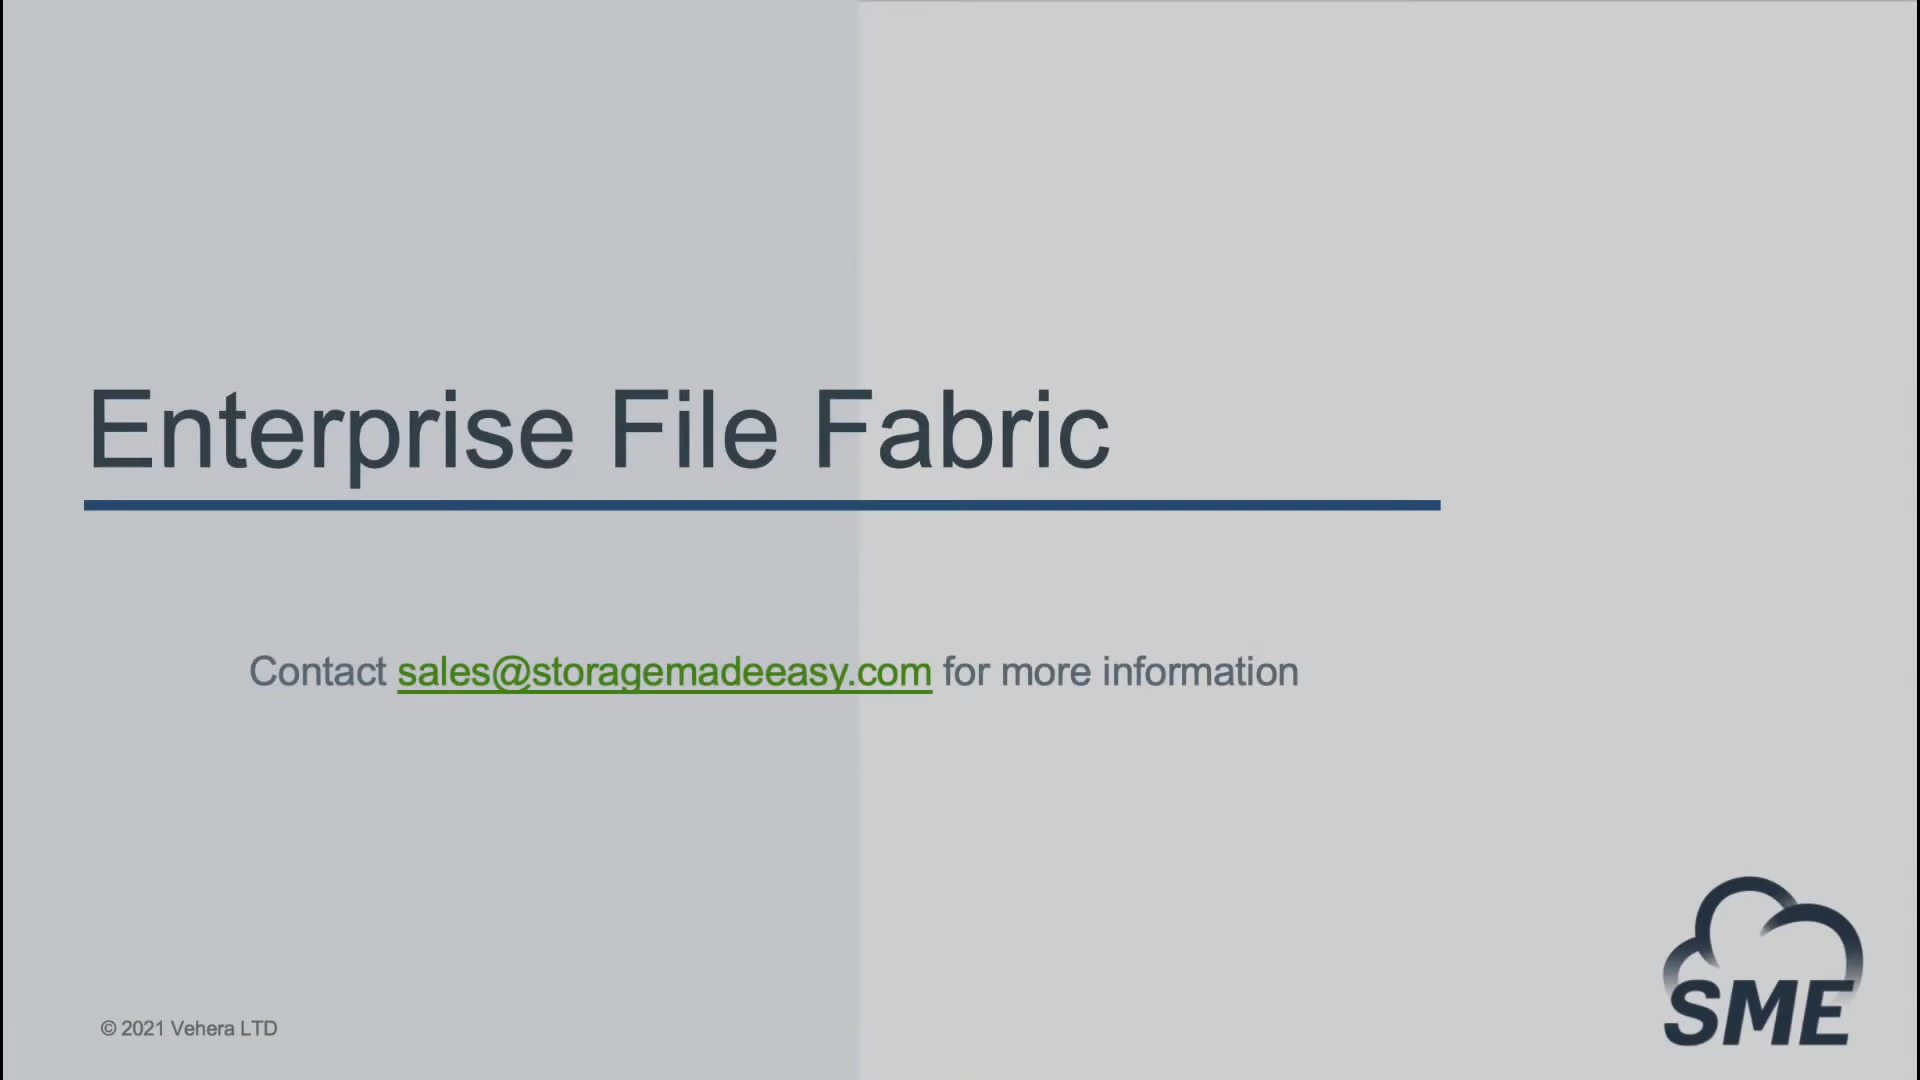 Enterprise File Fabric
Contact sales@storagemadeeasy.com for more information
© 2021 Vehera LTD
SME